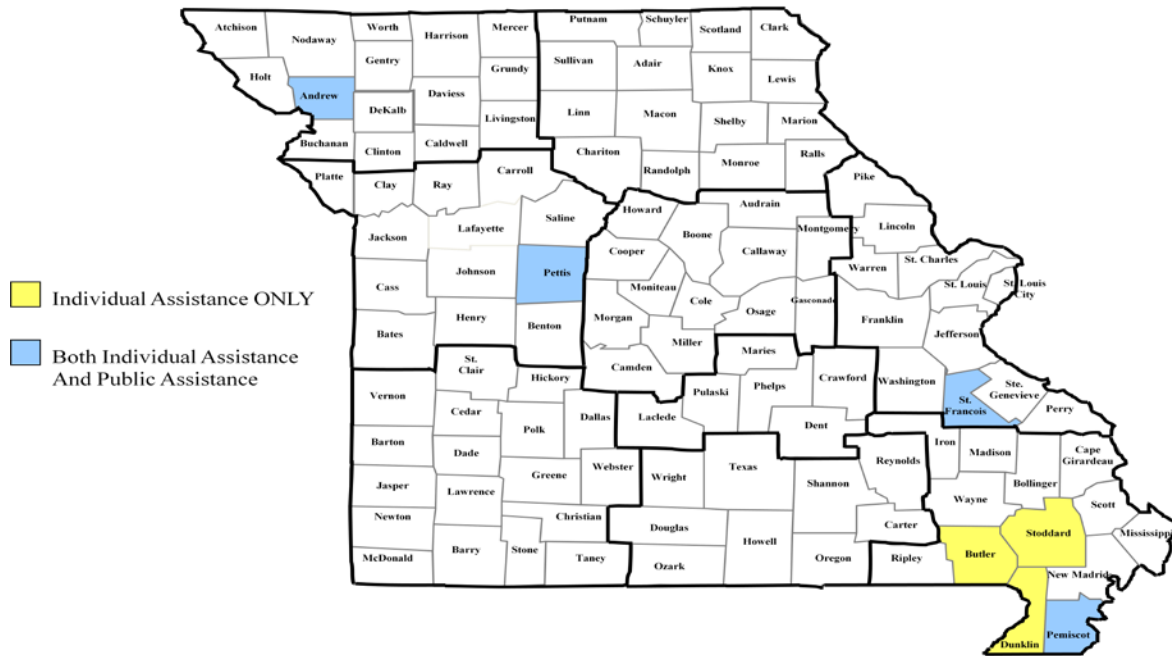 Atchison
Nodaway
Worth
Harrison
Mercer
Putnam
Schuyler
Scotland
Clark
Holt
Gentry
Grundy
Sullivan
Adair
Knox
Lewis
Andrew
DeKalb
Daviess
Livingston
Linn
Macon
Shelby
Marion
Buchanan
Clinton
Caldwell
Chariton
Randolph
Monroe
Ralls
Platte
Clay
Ray
Carroll
Pike
Saline
Howard
Audrain
Jackson
Lafayette
Boone
Montgomery
Lincoln
Cooper
Callaway
Cass
Johnson
Pettis
Moniteau
Warren
St. Charles
Cole
Osage
Gasconade
St. Louis
St. Louis
City
Individual Assistance ONLY
Bates
Henry
Benton
Morgan
Miller
Franklin
Jefferson
Both Individual Assistance
And Public Assistance
St.
Clair
Hickory
Camden
Maries
Pulaski
Phelps
Crawford
Washington
St.
Francois
Ste.
Genevieve
Perry
Vernon
Cedar
Polk
Dallas
Laclede
Dent
Barton
Dade
Greene
Webster
Wright
Texas
Reynolds
Iron
Madison
Cape
Girardeau
Bollinger
Jasper
Lawrence
Shannon
Wayne
Scott
Newton
Christian
Douglas
Howell
Carter
Stoddard
Mississippi
McDonald
Barry
Stone
Taney
Ozark
Oregon
Ripley
Butler
New Madrid
Dunklin
Pemiscot